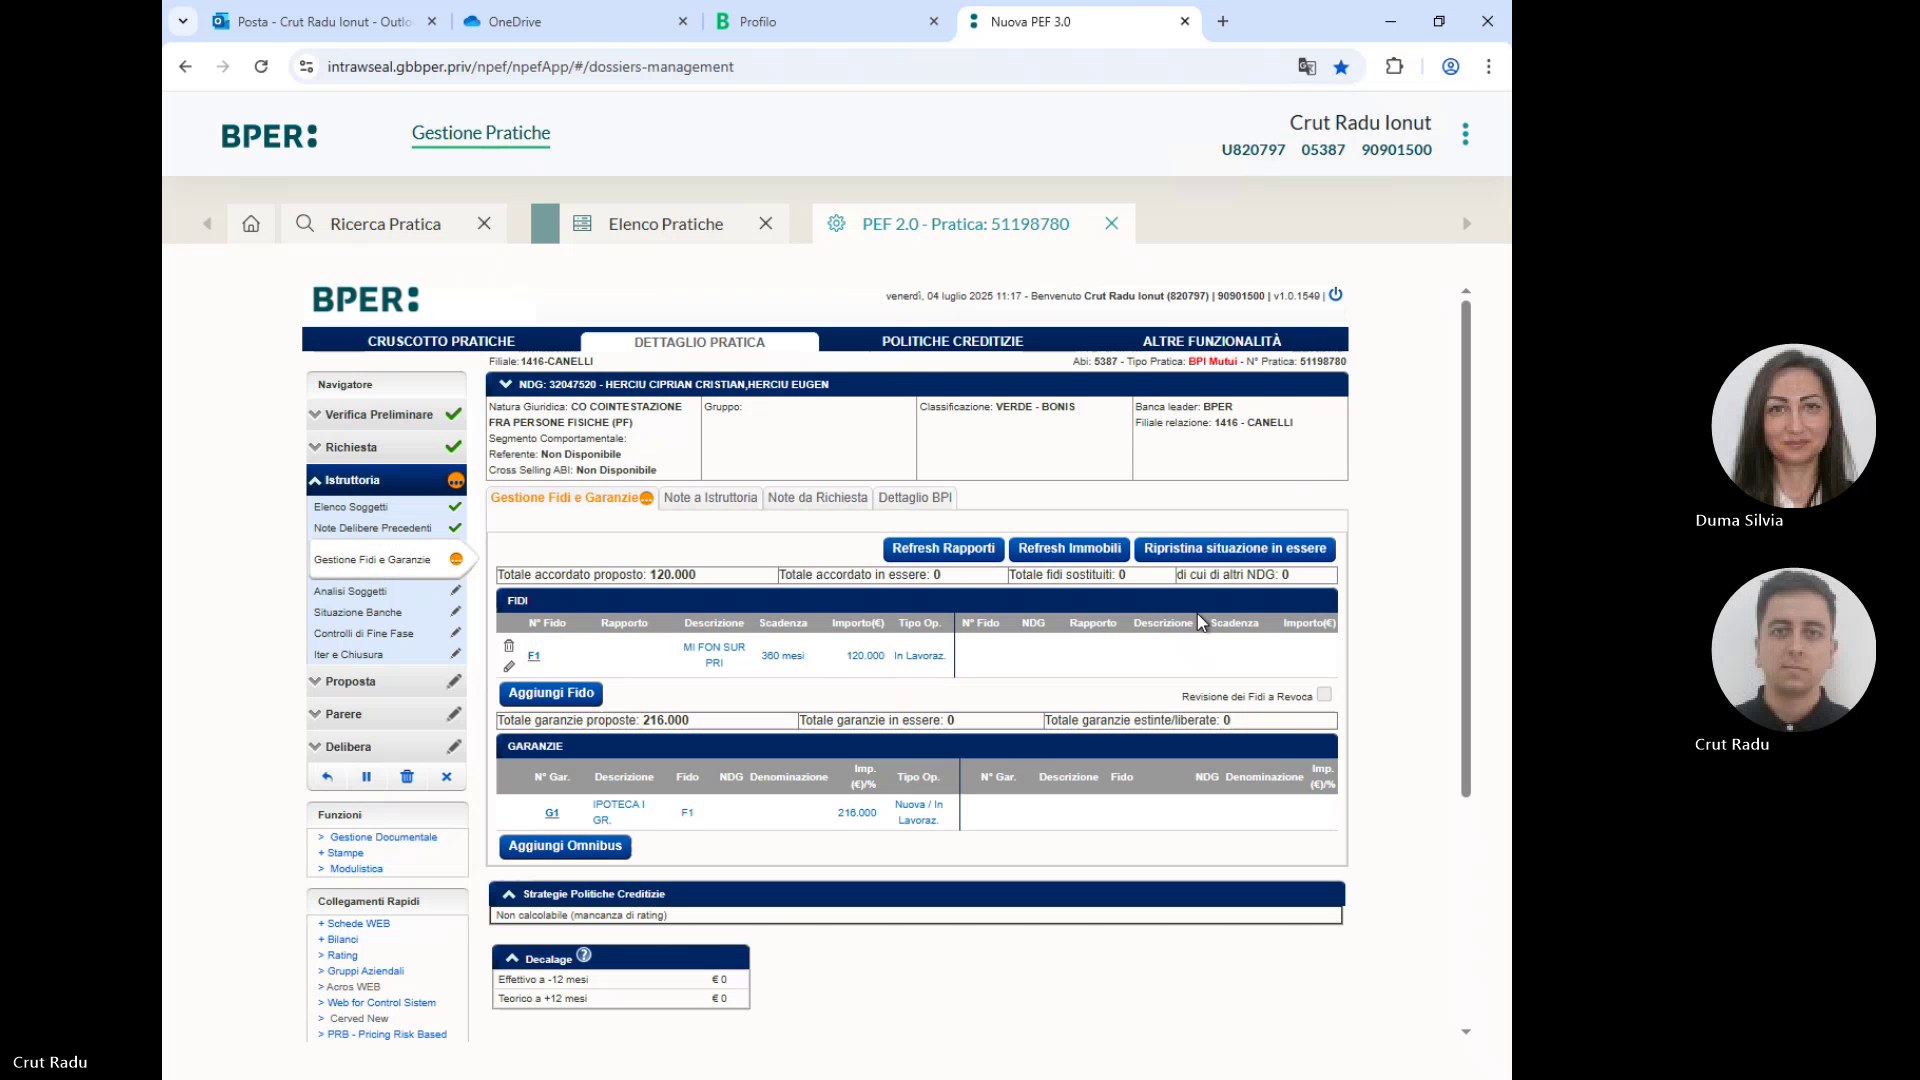 Posta - Crut Radu Ionut - Outlo
OneDrive
Profilo
Nuova PEF 3.0
intrawseal.gbbper.priv/npef/npefApp/#/dossiers-management
BPER:
Gestione Pratiche
Crut Radu Ionut
U820797 05387 90901500
Ricerca Pratica
Elenco Pratiche
PEF 2.0 - Pratica: 51198780
BPER:
venerdì, 04 luglio 2025 11:17 - Benvenuto Crut Radu Ionut (820797) | 90901500 | v1.0.1549 |
CRUSCOTTO PRATICHE
DETTAGLIO PRATICA
POLITICHE CREDITIZIE
ALTRE FUNZIONALITÀ
Filiale: 1416-CANELLI
Abi: 5387 - Tipo Pratica: BPI Mutui - N° Pratica: 51198780
Navigatore
Verifica Preliminare
Richiesta
Istruttoria
Elenco Soggetti
Note Delibere Precedenti
Gestione Fidi e Garanzie
Analisi Soggetti
Situazione Banche
Controlli di Fine Fase
Iter e Chiusura
Proposta
Parere
Delibera
Funzioni
> Gestione Documentale
+ Stampe
> Modulistica
Collegamenti Rapidi
+ Schede WEB
+ Bilanci
> Rating
> Gruppi Aziendali
> Acros WEB
> Web for Control Sistem
> Cerved New
> PRB - Pricing Risk Based
NDG: 32047520 - HERCIU CIPRIAN CRISTIAN,HERCIU EUGEN
Natura Giuridica: CO COINTESTAZIONE
FRA PERSONE FISICHE (PF)
Segmento Comportamentale:
Referente: Non Disponibile
Cross Selling ABI: Non Disponibile
Gruppo:
Classificazione: VERDE - BONIS
Banca leader: BPER
Filiale relazione: 1416 - CANELLI
Gestione Fidi e Garanzie
Note a Istruttoria
Note da Richiesta
Dettaglio BPI
Refresh Rapporti
Refresh Immobili
Ripristina situazione in essere
Totale accordato proposto: 120.000
Totale accordato in essere: 0
Totale fidi sostituiti: 0
di cui di altri NDG: 0
FIDI
N° Fido Rapporto Descrizione Scadenza Importo(€) Tipo Op. N° Fido NDG Rapporto Descrizione Scadenza Importo(€)
F1 MI FON SUR PRI 360 mesi 120.000 In Lavoraz.
Aggiungi Fido
Revisione dei Fidi a Revoca
Totale garanzie proposte: 216.000
Totale garanzie in essere: 0
Totale garanzie estinte/liberate: 0
GARANZIE
N° Gar. Descrizione Fido NDG Denominazione Imp. (€)/% Tipo Op. N° Gar. Descrizione Fido NDG Denominazione Imp. (€)/%
G1 IPOTECA I GR. F1 216.000 Nuova / In Lavoraz.
Aggiungi Omnibus
Strategie Politiche Creditizie
Non calcolabile (mancanza di rating)
Decalage ?
Effettivo a -12 mesi € 0
Teorico a +12 mesi € 0
Duma Silvia
Crut Radu
Crut Radu